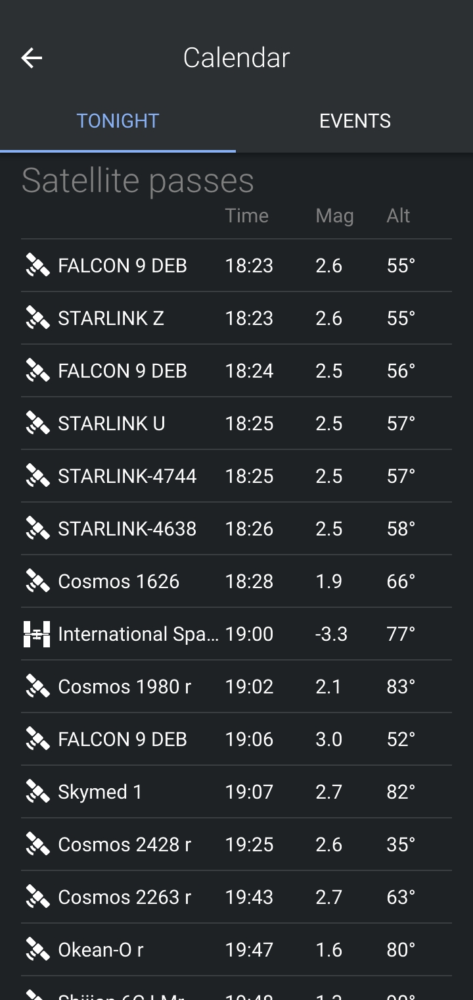 Calendar
TONIGHT EVENTS
Satellite passes
Time Mag Alt
FALCON 9 DEB 18:23 2.6 55°
STARLINK Z 18:23 2.6 55°
FALCON 9 DEB 18:24 2.5 56°
STARLINK U 18:25 2.5 57°
STARLINK-4744 18:25 2.5 57°
STARLINK-4638 18:26 2.5 58°
Cosmos 1626 18:28 1.9 66°
International Spa... 19:00 -3.3 77°
Cosmos 1980 r 19:02 2.1 83°
FALCON 9 DEB 19:06 3.0 52°
Skymed 1 19:07 2.7 82°
Cosmos 2428 r 19:25 2.6 35°
Cosmos 2263 r 19:43 2.7 63°
Okean-O r 19:47 1.6 80°